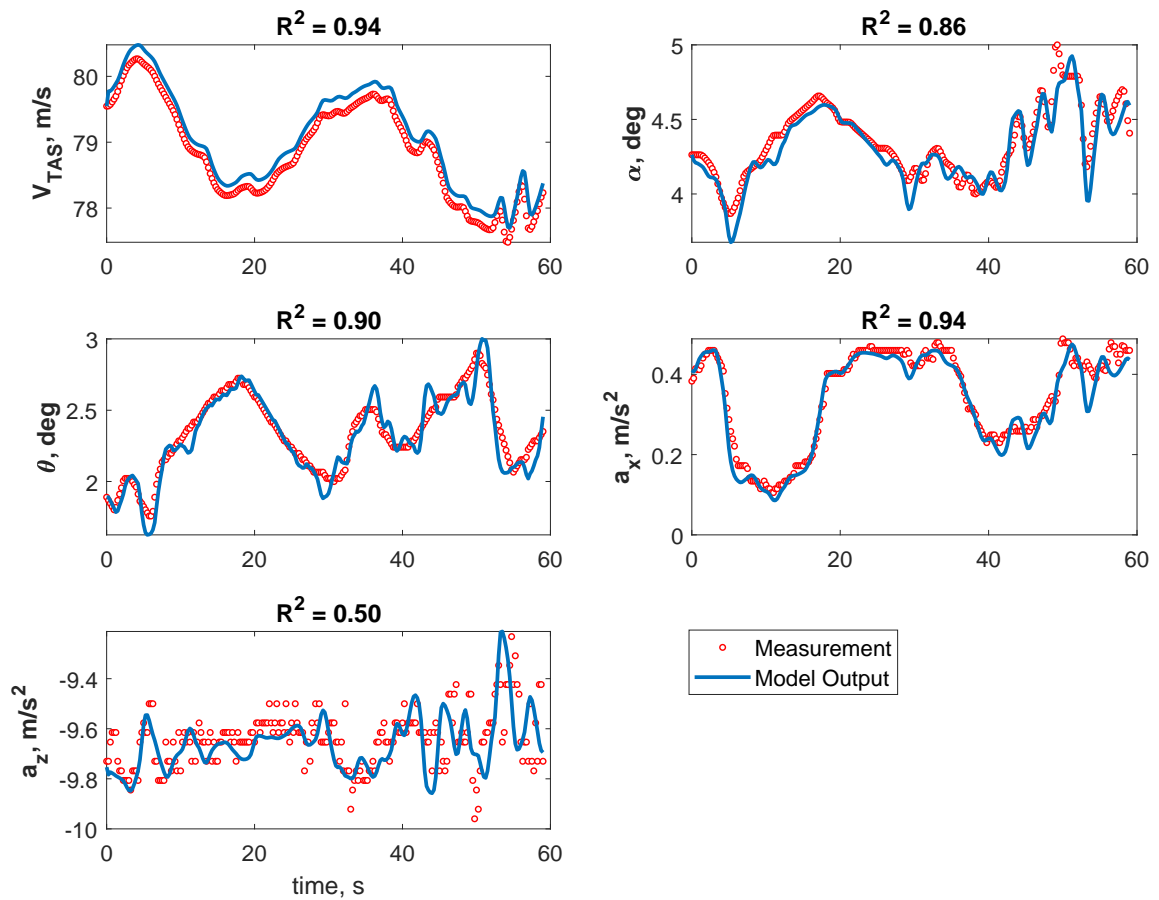 R² = 0.94
V_TAS, m/s
80
79
78
0 20 40 60
R² = 0.86
α, deg
5
4.5
4
0 20 40 60
R² = 0.90
θ, deg
3
2.5
2
0 20 40 60
R² = 0.94
a_x, m/s²
0.4
0.2
0
0 20 40 60
R² = 0.50
a_z, m/s²
-9.4
-9.6
-9.8
-10
0 20 40 60
time, s
Measurement
Model Output